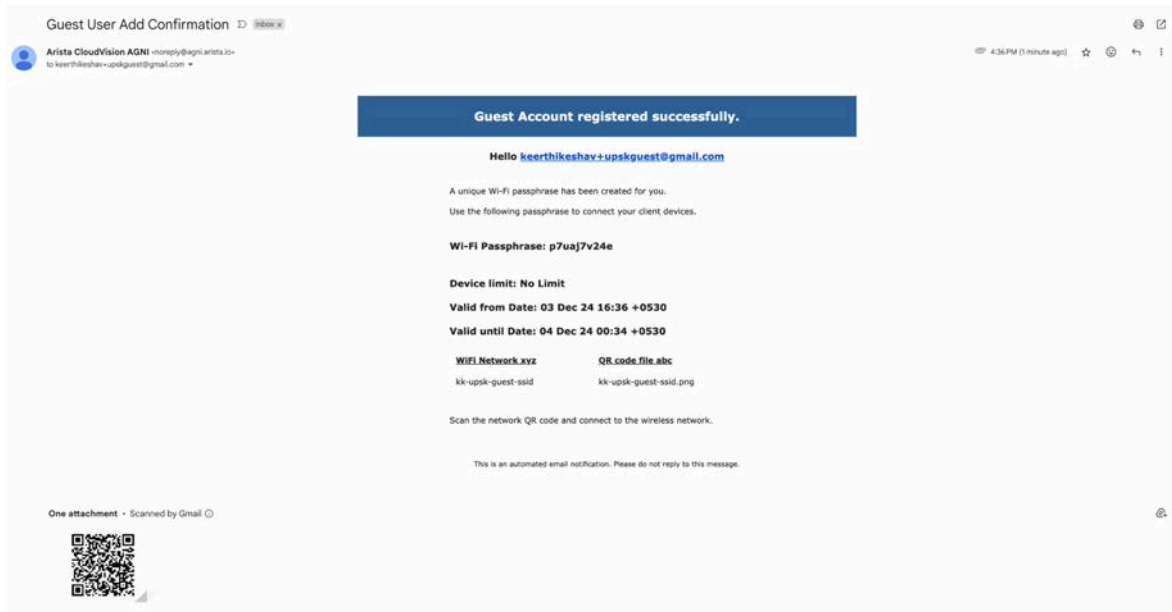 Guest User Add Confirmation Inbox x
Arista CloudVision AGNI <noreply@agni.arista.io>
4:36 PM (1 minute ago)
to keerthikeshav+upskguest@gmail.com
Guest Account registered successfully.
Hello keerthikeshav+upskguest@gmail.com
A unique Wi-Fi passphrase has been created for you.
Use the following passphrase to connect your client devices.
Wi-Fi Passphrase: p7uaj7v24e
Device limit: No Limit
Valid from Date: 03 Dec 24 16:36 +0530
Valid until Date: 04 Dec 24 00:34 +0530
WiFi Network xyz QR code file abc
kk-upsk-guest-ssid kk-upsk-guest-ssid.png
Scan the network QR code and connect to the wireless network.
This is an automated email notification. Please do not reply to this message.
One attachment • Scanned by Gmail